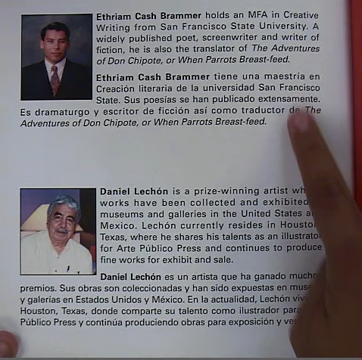 Ethriam Cash Brammer holds an MFA in Creative
Writing from San Francisco State University. A
widely published poet, screenwriter and writer of
fiction, he is also the translator of The Adventures
of Don Chipote, or When Parrots Breast-feed.
Ethriam Cash Brammer tiene una maestría en
Creación literaria de la universidad San Francisco
State. Sus poesías se han publicado extensamente.
Es dramaturgo y escritor de ficción así como traductor de The
Adventures of Don Chipote, or When Parrots Breast-feed.
Daniel Lechón is a prize-winning artist
works have been collected and exhibited
museums and galleries in the United States
Mexico. Lechón currently resides in Houston
Texas, where he shares his talents as an illustrator
for Arte Público Press and continues to produce
fine works for exhibit and sale.
Daniel Lechón es un artista que ha ganado
premios. Sus obras son coleccionadas y han sido expuestas en
y galerías en Estados Unidos y México. En la actualidad, Lechón
Houston, Texas, donde comparte su talento como ilustrador
Público Press y continúa produciendo obras para exposición y